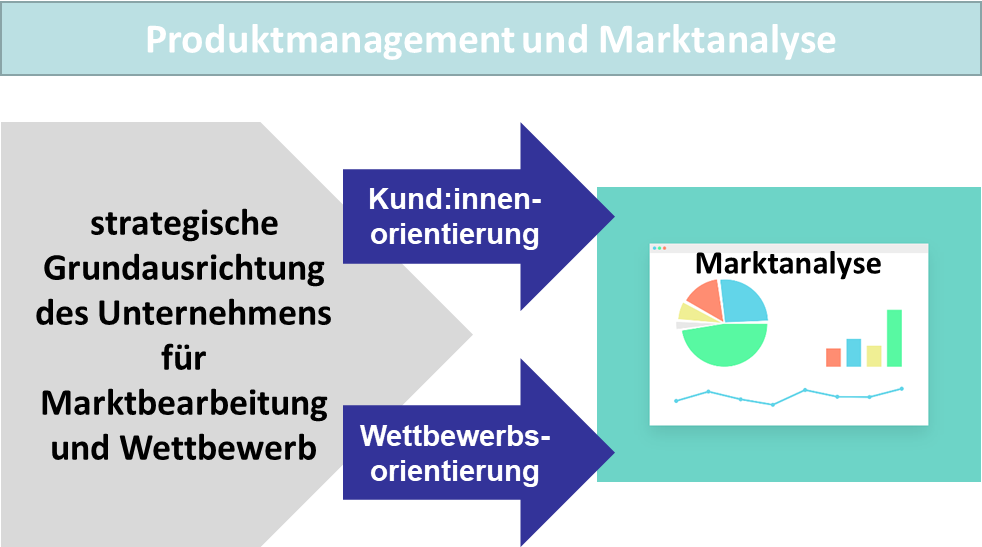 Produktmanagement und Marktanalyse
strategische
Grundausrichtung
des Unternehmens
für
Marktbearbeitung
und Wettbewerb
Kund:innen-
orientierung
Wettbewerbs-
orientierung
Marktanalyse